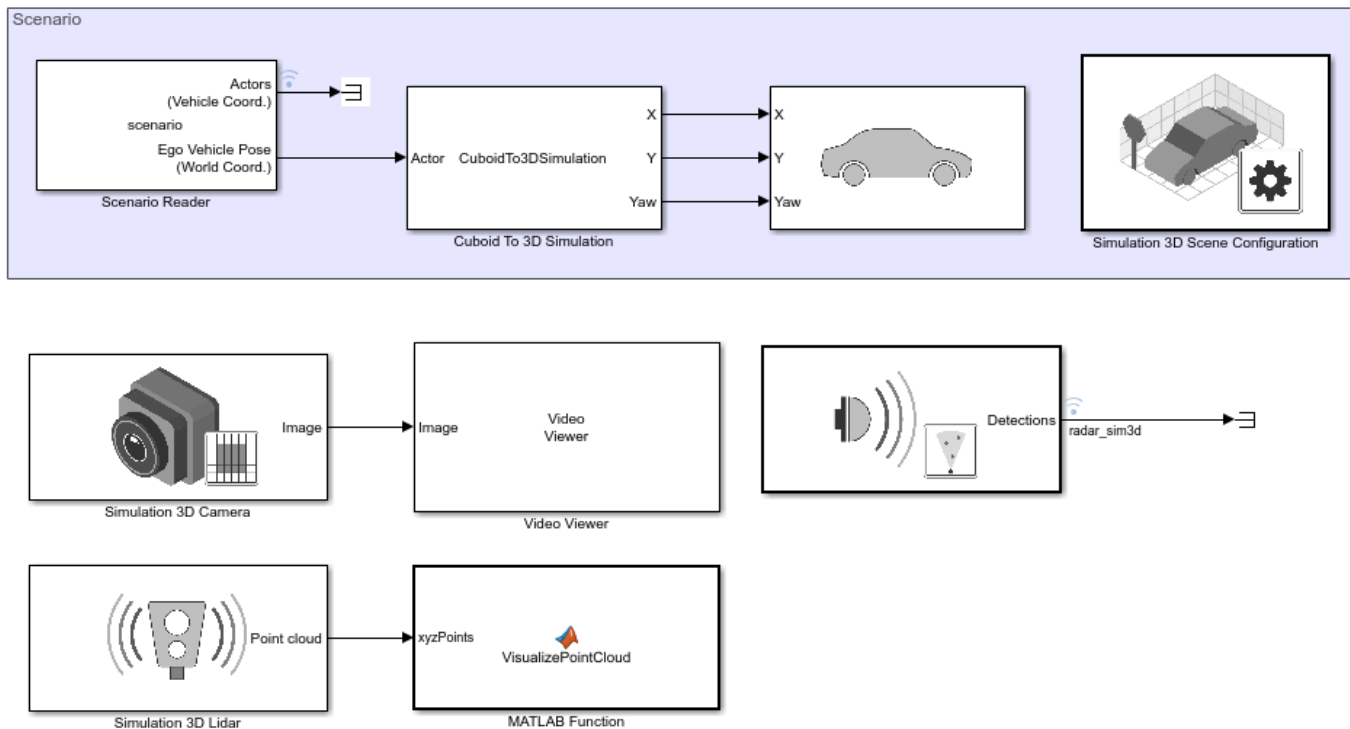 Scenario
Actors
(Vehicle Coord.)
scenario
Ego Vehicle Pose
(World Coord.)
Scenario Reader
Actor
CuboidTo3DSimulation
X
Y
Yaw
Cuboid To 3D Simulation
X
Y
Yaw
Simulation 3D Scene Configuration
Image
Simulation 3D Camera
Image
Video
Viewer
Video Viewer
Detections
radar_sim3d
Point cloud
Simulation 3D Lidar
xyzPoints
VisualizePointCloud
MATLAB Function